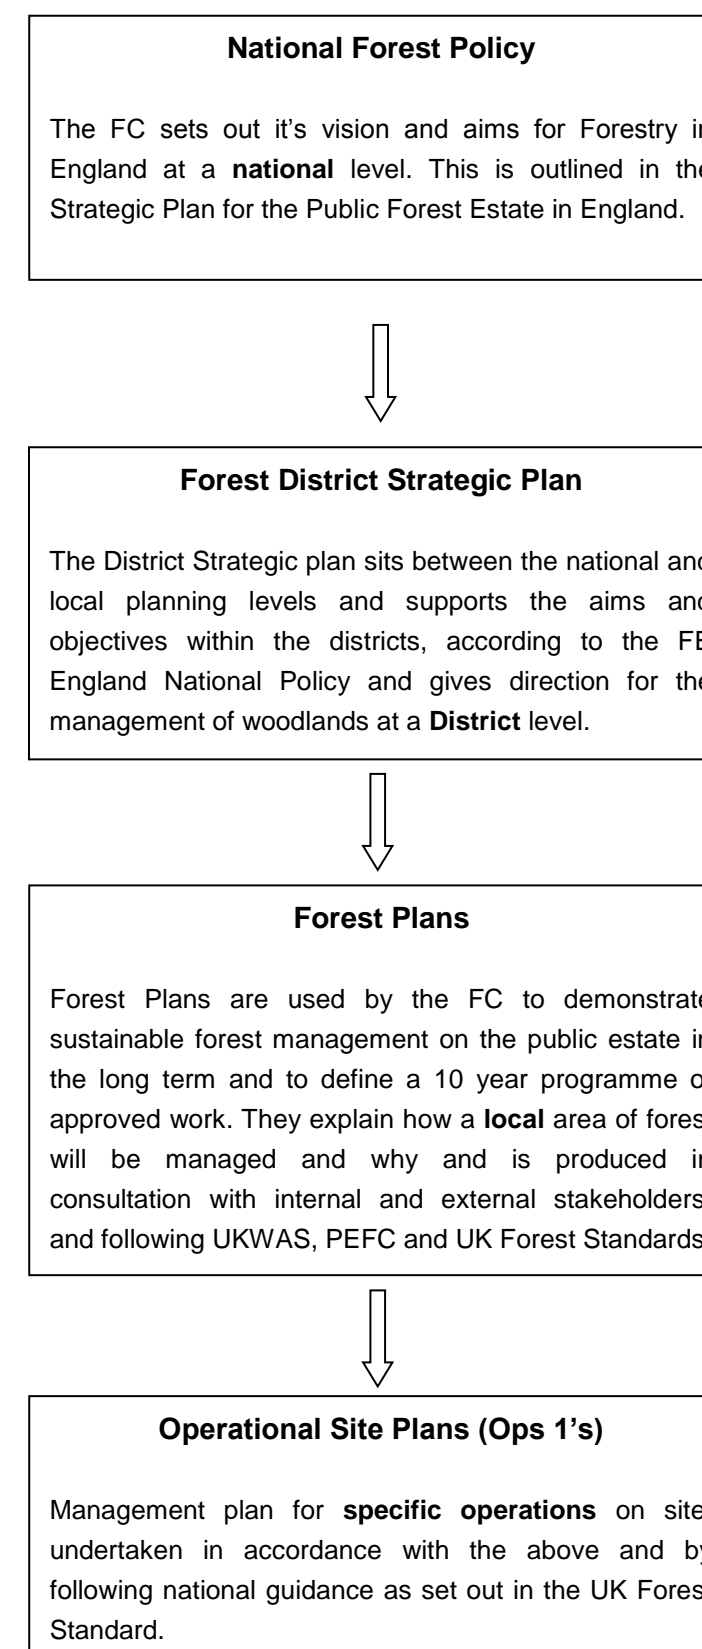 National Forest Policy
The FC sets out it's vision and aims for Forestry i
England at a national level. This is outlined in the
Strategic Plan for the Public Forest Estate in England.
Forest District Strategic Plan
The District Strategic plan sits between the national and
local planning levels and supports the aims and
objectives within the districts, according to the FE
England National Policy and gives direction for the
management of woodlands at a District level.
Forest Plans
Forest Plans are used by the FC to demonstrate
sustainable forest management on the public estate i
the long term and to define a 10 year programme o
approved work. They explain how a local area of fores
will be managed and why and is produced i
consultation with internal and external stakeholders
and following UKWAS, PEFC and UK Forest Standards
Operational Site Plans (Ops 1's)
Management plan for specific operations on site
undertaken in accordance with the above and by
following national guidance as set out in the UK Fores
Standard.